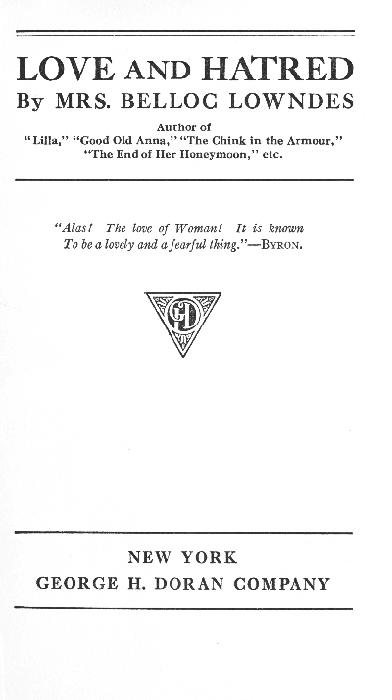 LOVE AND HATRED
By MRS. BELLOC LOWNDES
Author of
"Lilla," "Good Old Anna," "The Chink in the Armour,"
"The End of Her Honeymoon," etc.
"Alas! The love of Woman! It is known
To be a lovely and a fearful thing."—BYRON.
GHD
NEW YORK
GEORGE H. DORAN COMPANY